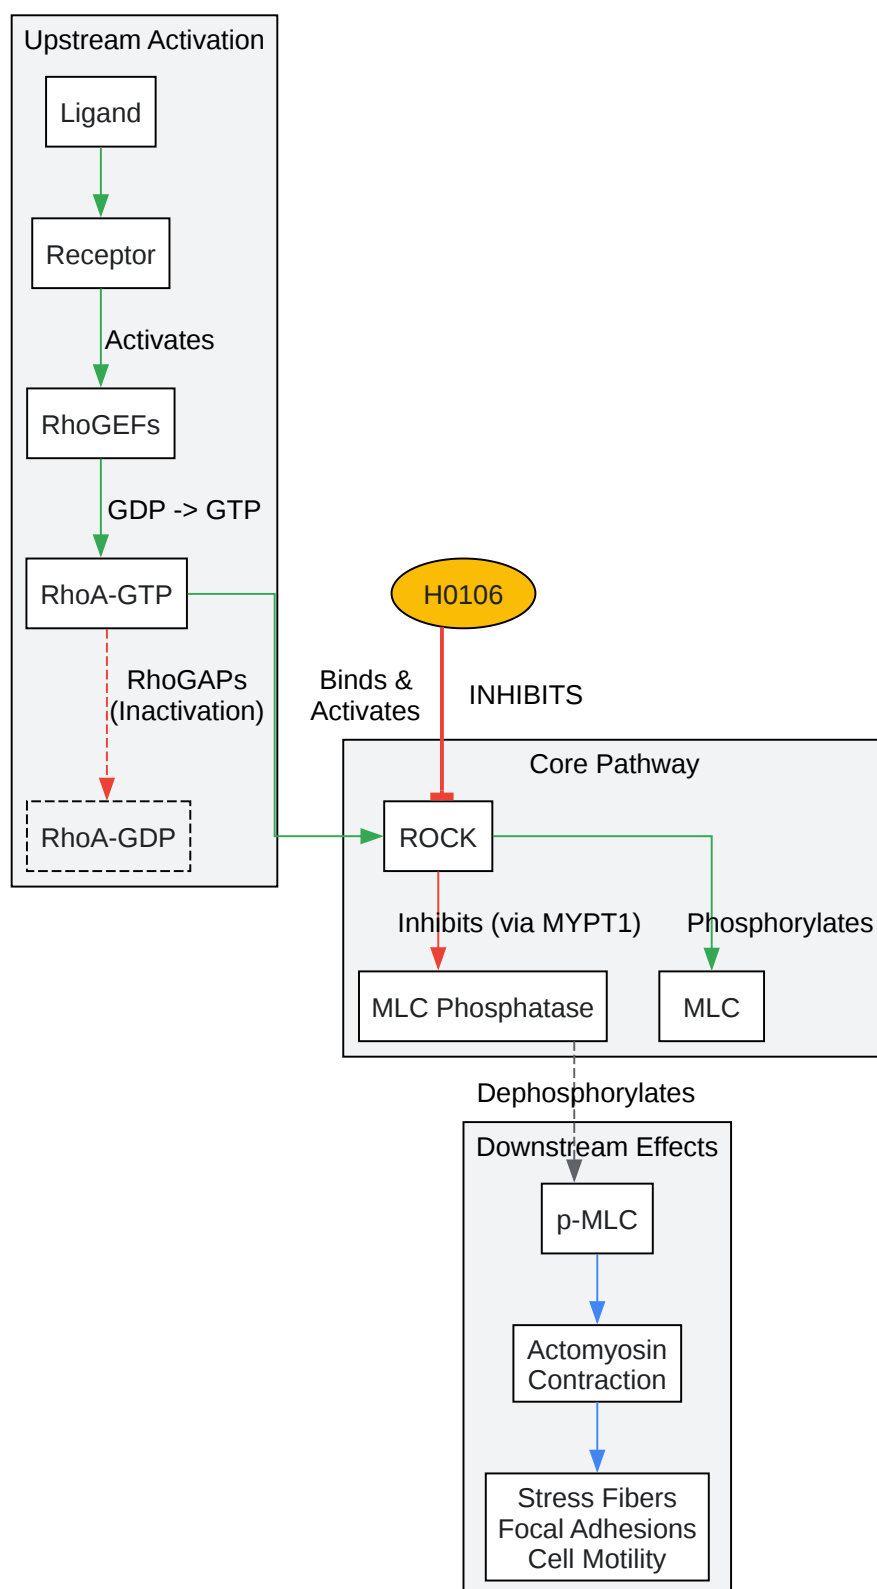 Upstream Activation
Ligand
Receptor
Activates
RhoGEFs
GDP -> GTP
RhoA-GTP
RhoGAPs
(Inactivation)
RhoA-GDP
H0106
Binds &
Activates
INHIBITS
Core Pathway
ROCK
Inhibits (via MYPT1)
Phosphorylates
MLC Phosphatase
MLC
Dephosphorylates
Downstream Effects
p-MLC
Actomyosin
Contraction
Stress Fibers
Focal Adhesions
Cell Motility